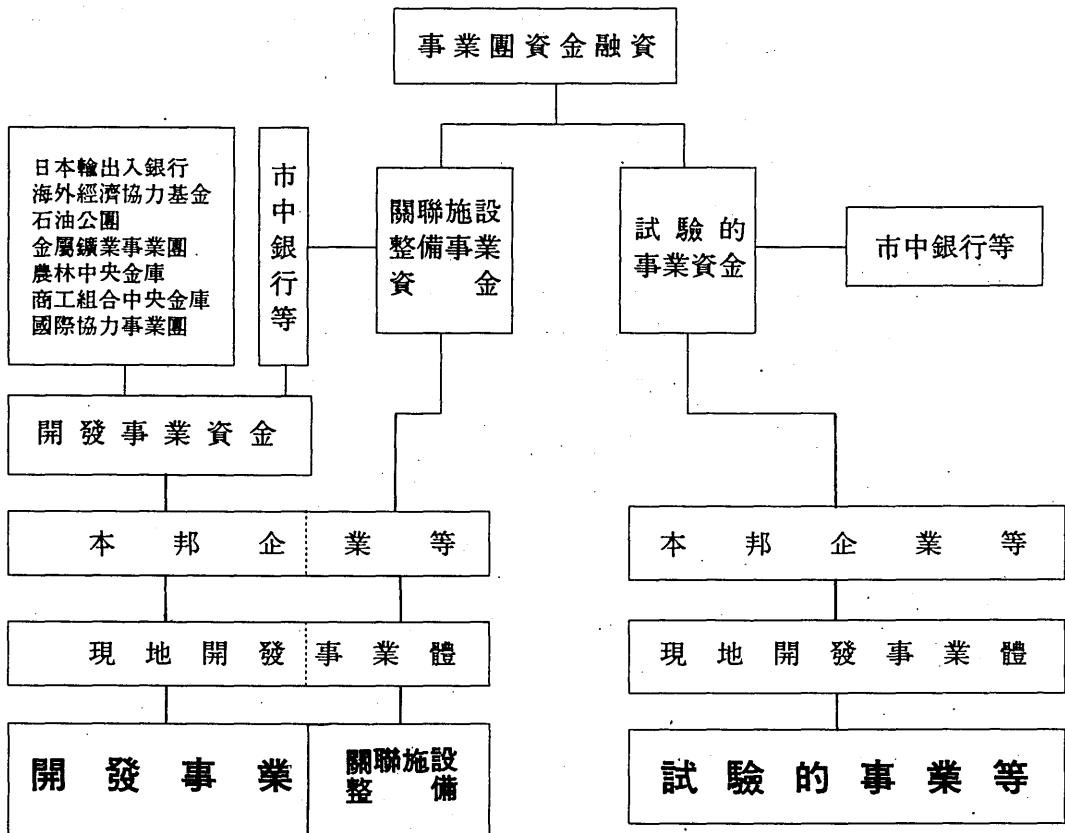 事業團資金融資
日本輸出入銀行
海外經濟協力基金
石油公團
金屬鑛業事業團
農林中央金庫
商工組合中央金庫
國際協力事業團
市中銀行等
關聯施設
整備事業
資金
試驗的
事業資金
市中銀行等
開發事業資金
本邦企業等
本邦企業等
現地開發事業體
現地開發事業體
開發事業
關聯施設
整備
試驗的事業等